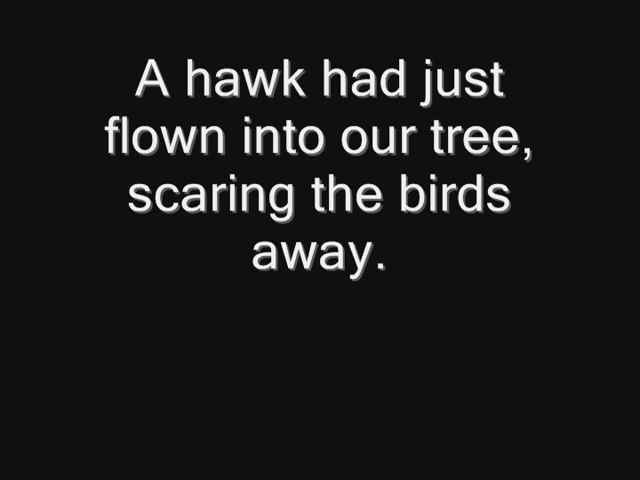 A hawk had just
flown into our tree,
scaring the birds
away.